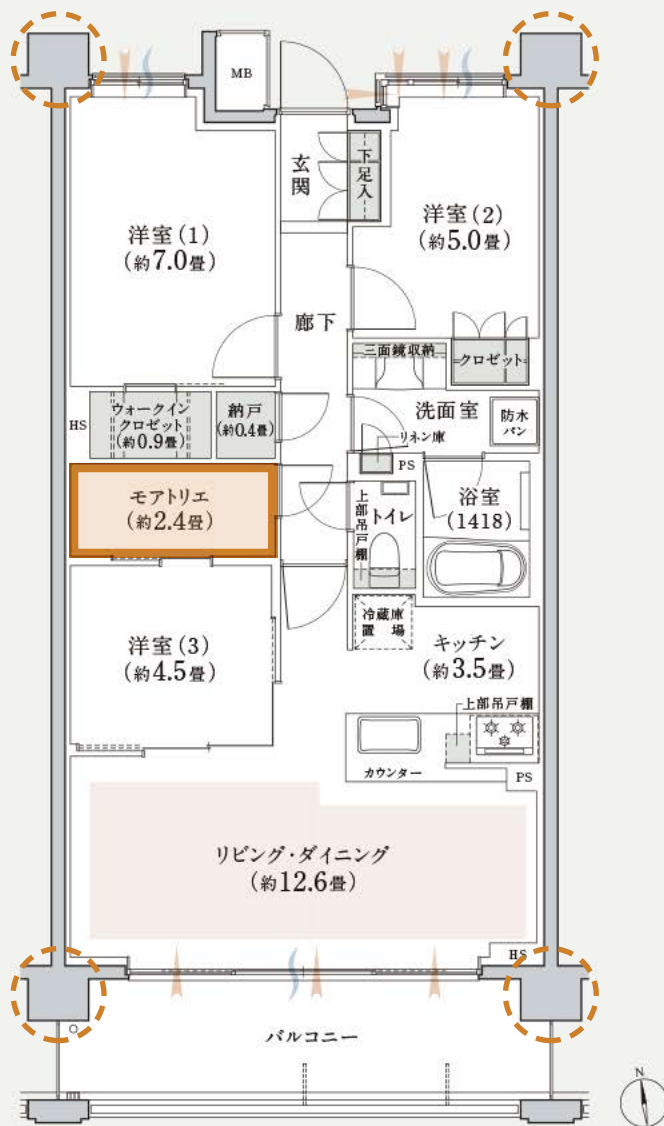 MB
玄関
下足入
洋室(1)
(約7.0畳)
洋室(2)
(約5.0畳)
廊下
三面鏡収納
クロゼット
HS
ウォークイン
クロゼット
(約0.9畳)
納戸
(約0.4畳)
洗面室
防水
パン
リネン庫
PS
モアトリエ
(約2.4畳)
上部吊戸棚
トイレ
浴室
(1418)
冷蔵庫
置場
洋室(3)
(約4.5畳)
キッチン
(約3.5畳)
上部吊戸棚
カウンター
PS
リビング・ダイニング
(約12.6畳)
HS
バルコニー
N